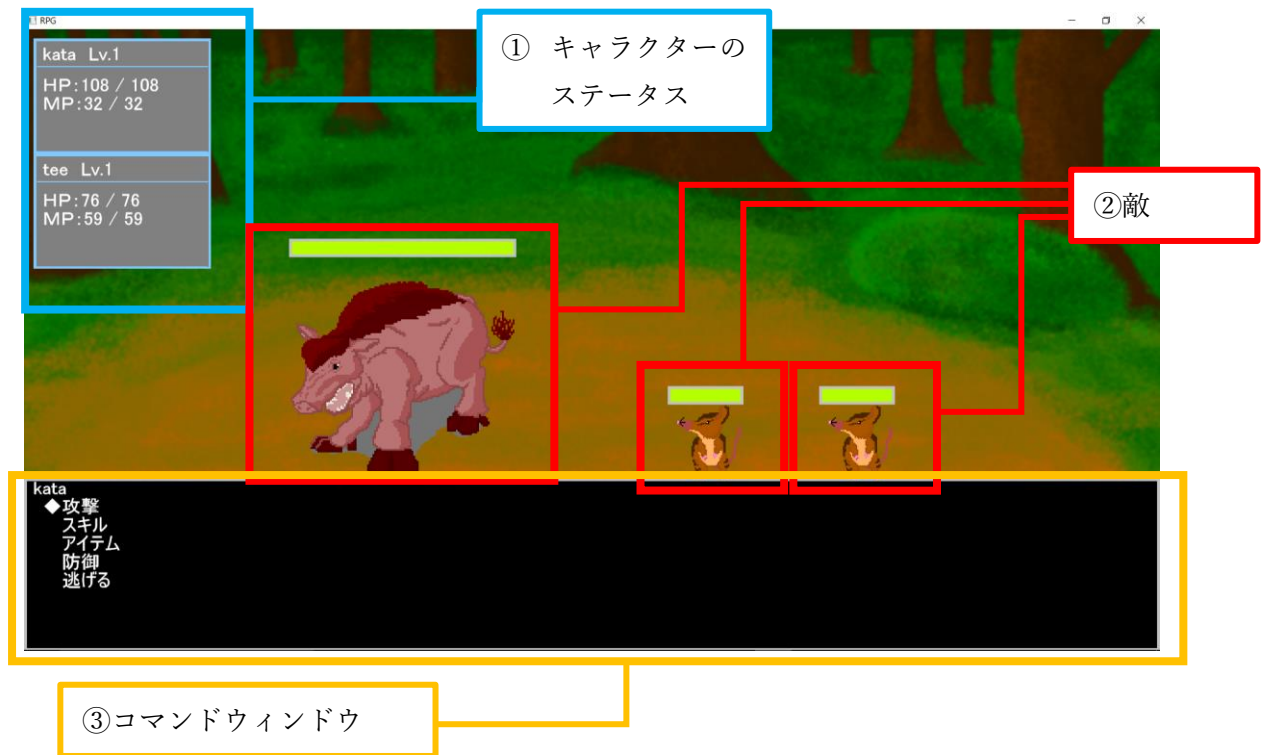 RPG
kata Lv.1
HP:108 / 108
MP:32 / 32
tee Lv.1
HP:76 / 76
MP:59 / 59
① キャラクターの
ステータス
②敵
kata
◆攻撃
スキル
アイテム
防御
逃げる
③コマンドウィンドウ